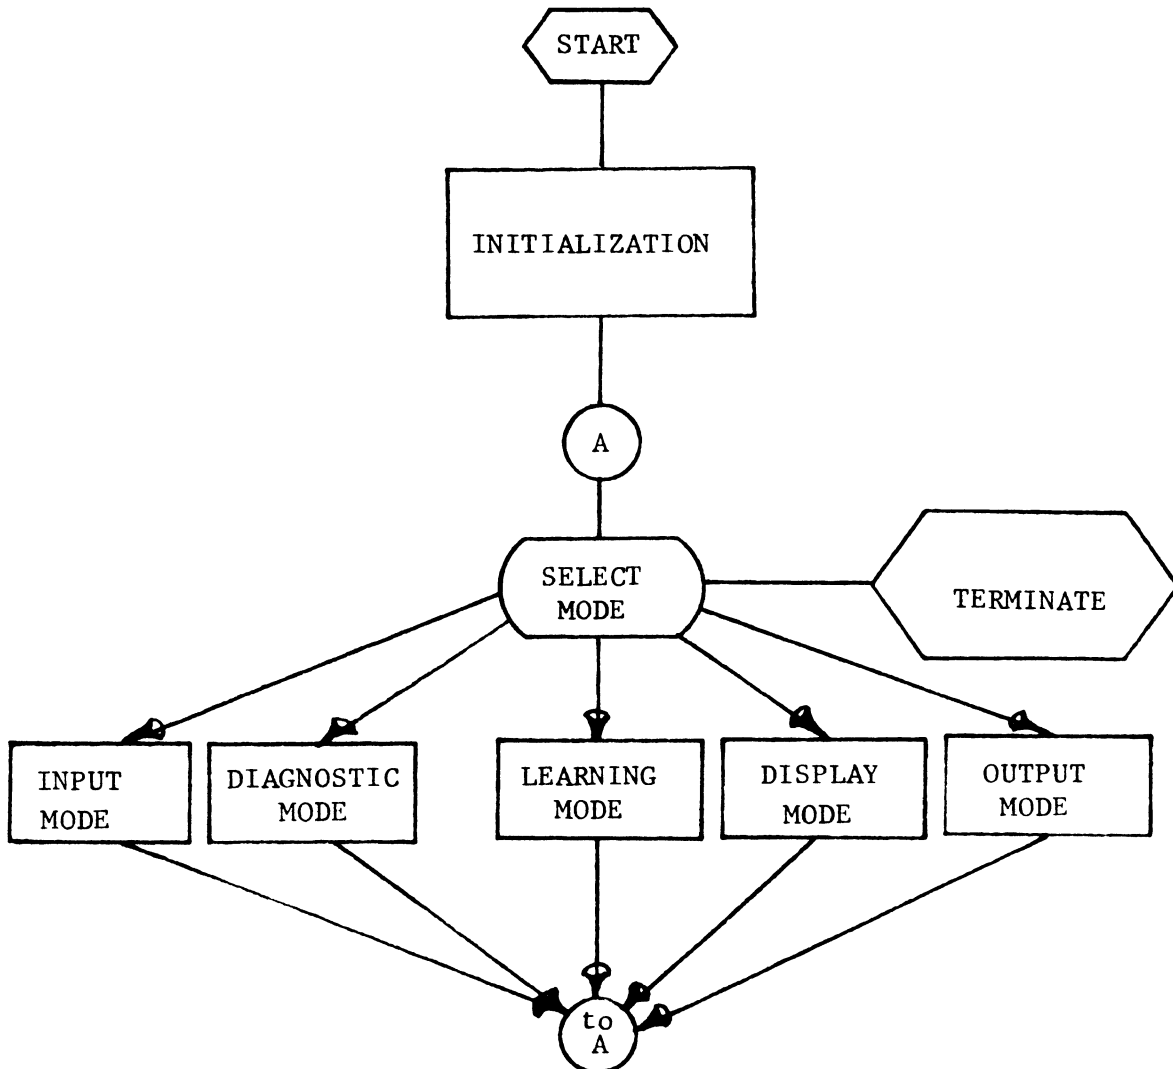 START
INITIALIZATION
A
SELECT
MODE
TERMINATE
INPUT
MODE
DIAGNOSTIC
MODE
LEARNING
MODE
DISPLAY
MODE
OUTPUT
MODE
to
A